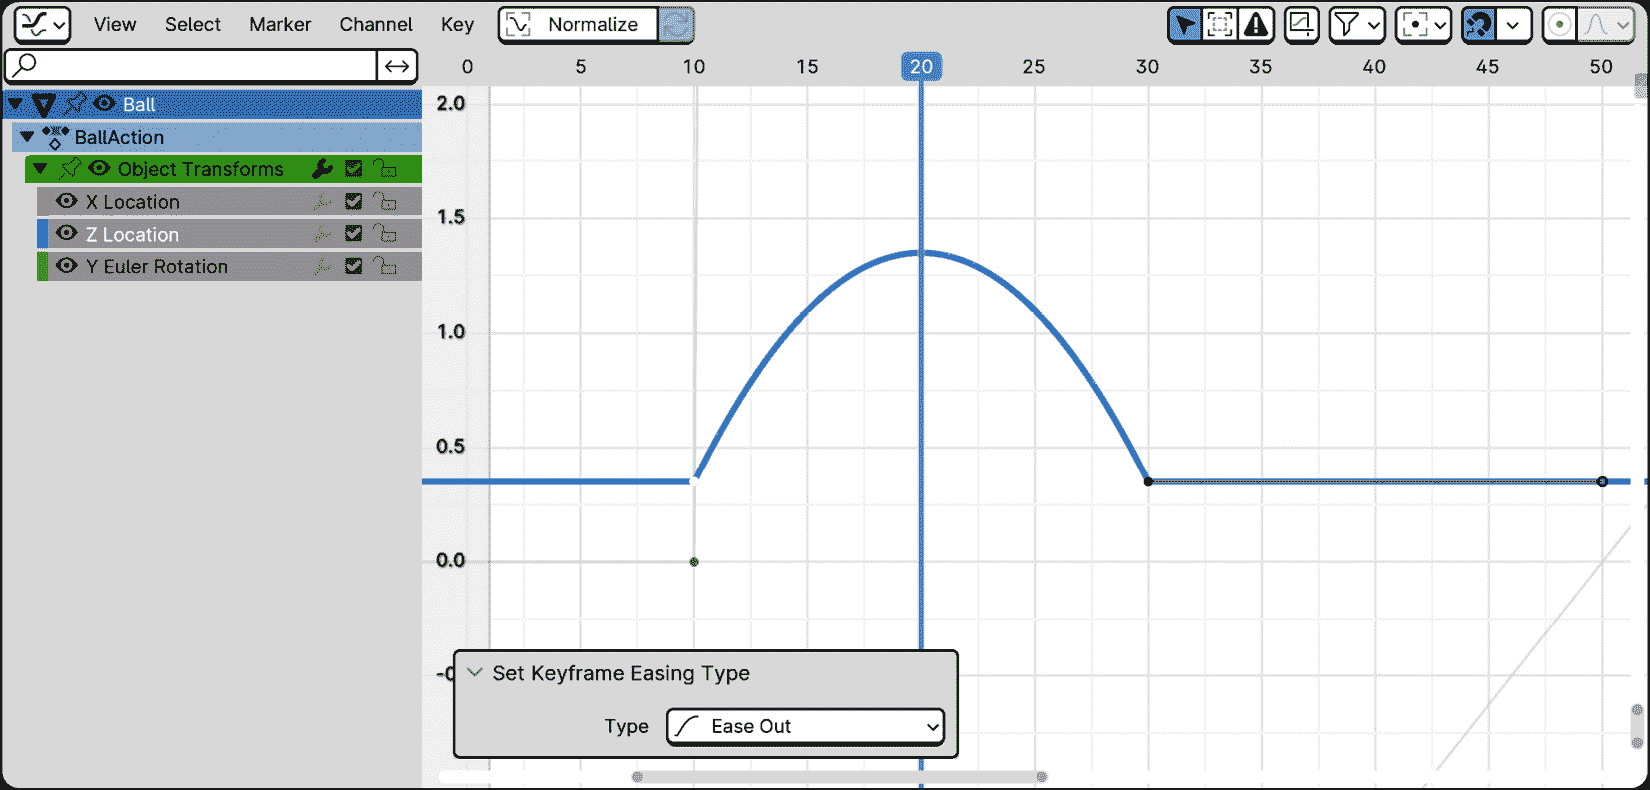 View Select Marker Channel Key Normalize
0 5 10 15 20 25 30 35 40 45 50
Ball
BallAction
Object Transforms
X Location
Z Location
Y Euler Rotation
2.0
1.5
1.0
0.5
0.0
Set Keyframe Easing Type
Type Ease Out